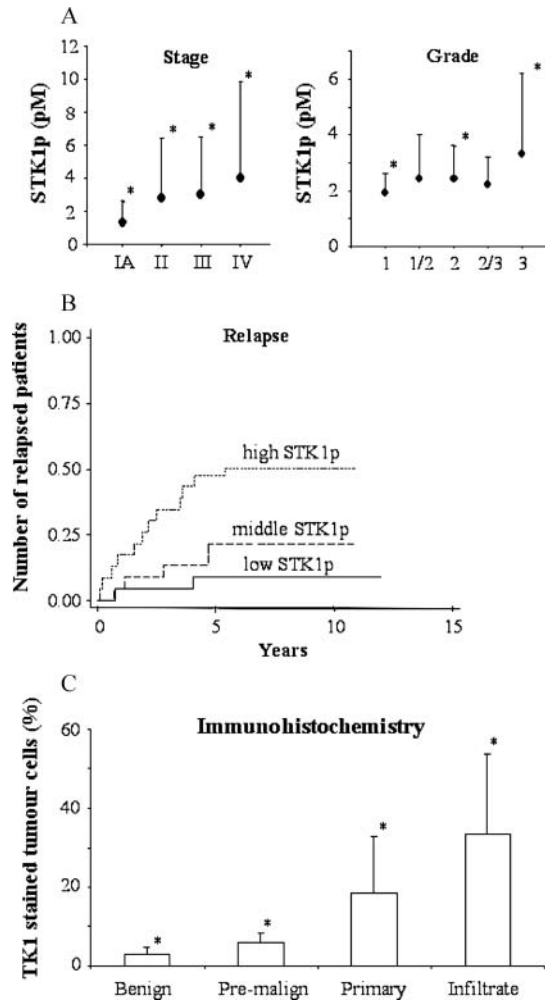 A
Stage
Grade
STK1p (pM)
12
10
8
6
4
2
0
*
*
*
*
IA II III IV
STK1p (pM)
6
4
2
0
*
*
*
1 1/2 2 2/3 3
B
Relapse
Number of relapsed patients
1.00
0.75
0.50
0.25
0.00
high STK1p
middle STK1p
low STK1p
0 5 10 15
Years
C
Immunohistochemistry
TK1 stained tumour cells (%)
60
40
20
0
*
*
*
*
Benign Pre-malign Primary Infiltrate